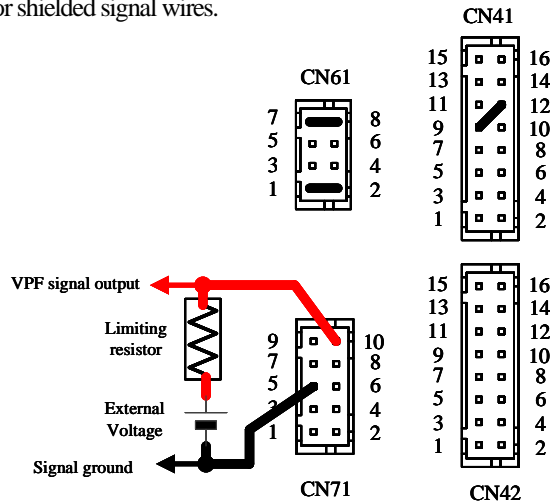 or shielded signal wires.
CN41
15 16
13 14
11 12
9 10
7 8
5 6
3 4
1 2
CN61
7 8
5 6
3 4
1 2
VPF signal output
Limiting
resistor
External
Voltage
Signal ground
9 10
7 8
5 6
3 4
1 2
CN71
15 16
13 14
11 12
9 10
7 8
5 6
3 4
1 2
CN42